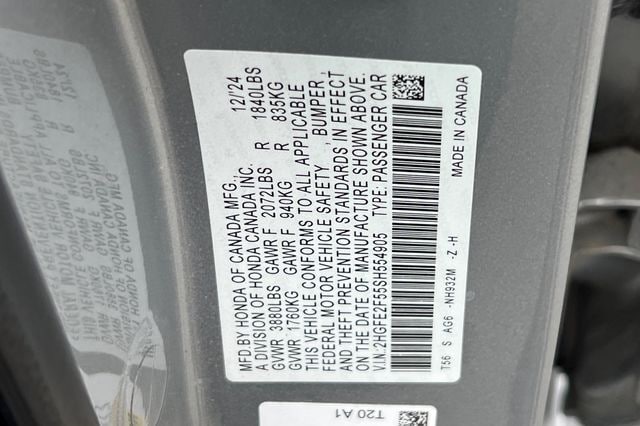 MFD.BY HONDA OF CANADA MFG., 12/24
A DIVISION OF HONDA CANADA INC.
GVWR 3880LBS GAWR F 2072LBS R 1840LBS
GVWR 1760KG GAWR F 940KG R 835KG
THIS VEHICLE CONFORMS TO ALL APPLICABLE
FEDERAL MOTOR VEHICLE SAFETY , BUMPER,
AND THEFT PREVENTION STANDARDS IN EFFECT
ON THE DATE OF MANUFACTURE SHOWN ABOVE.
V.I.N:2HGFE2F56SH554905 TYPE:PASSENGER CAR
T56 S AG6 -NH932M -Z -H MADE IN CANADA
T20 A1